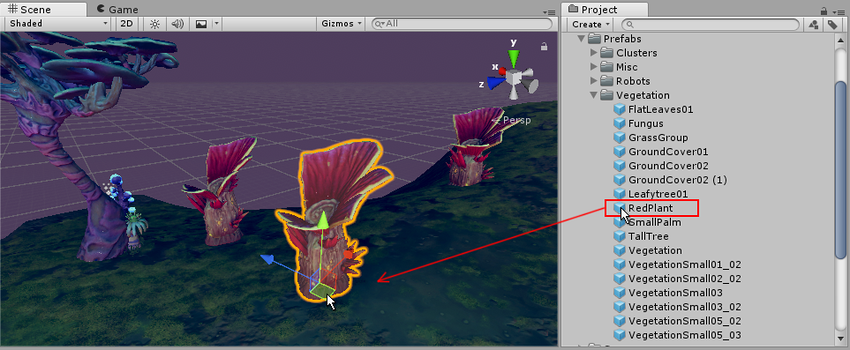 Scene
Game
Shaded
2D
Gizmos
All
y
x
z
Persp
Project
Create
Prefabs
Clusters
Misc
Robots
Vegetation
FlatLeaves01
Fungus
GrassGroup
GroundCover01
GroundCover02
GroundCover02 (1)
Leafytree01
RedPlant
SmallPalm
TallTree
Vegetation
VegetationSmall01_02
VegetationSmall02_02
VegetationSmall03
VegetationSmall03_02
VegetationSmall05_02
VegetationSmall05_03